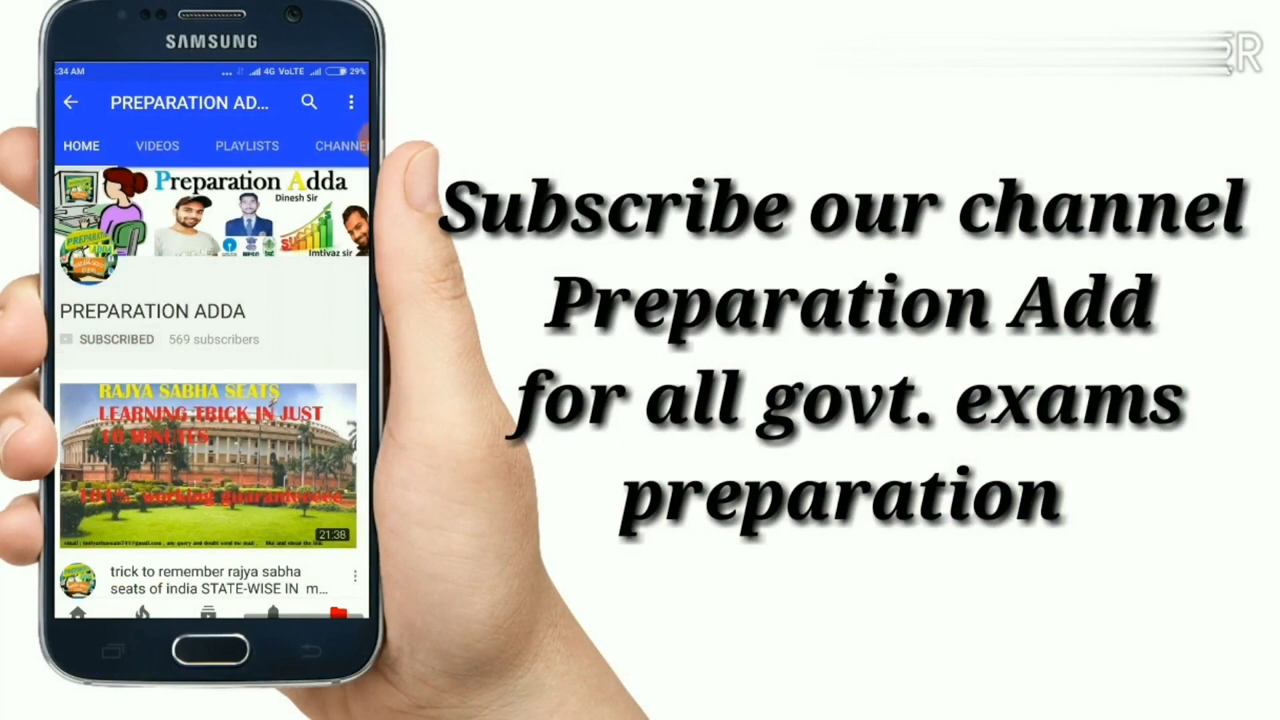 SAMSUNG
:34 AM
4G VoLTE 29%
PREPARATION AD...
HOME VIDEOS PLAYLISTS CHANNE
Preparation Adda
Dinesh Sir
Imtiyaz sir
PREPARATION ADDA
SUBSCRIBED 569 subscribers
RAJYA SABHA SEATS
LEARNING TRICK IN JUST
10 MINUTES
21:38
trick to remember rajya sabha
seats of india STATE-WISE IN m...
Subscribe our channel
Preparation Add
for all govt. exams
preparation